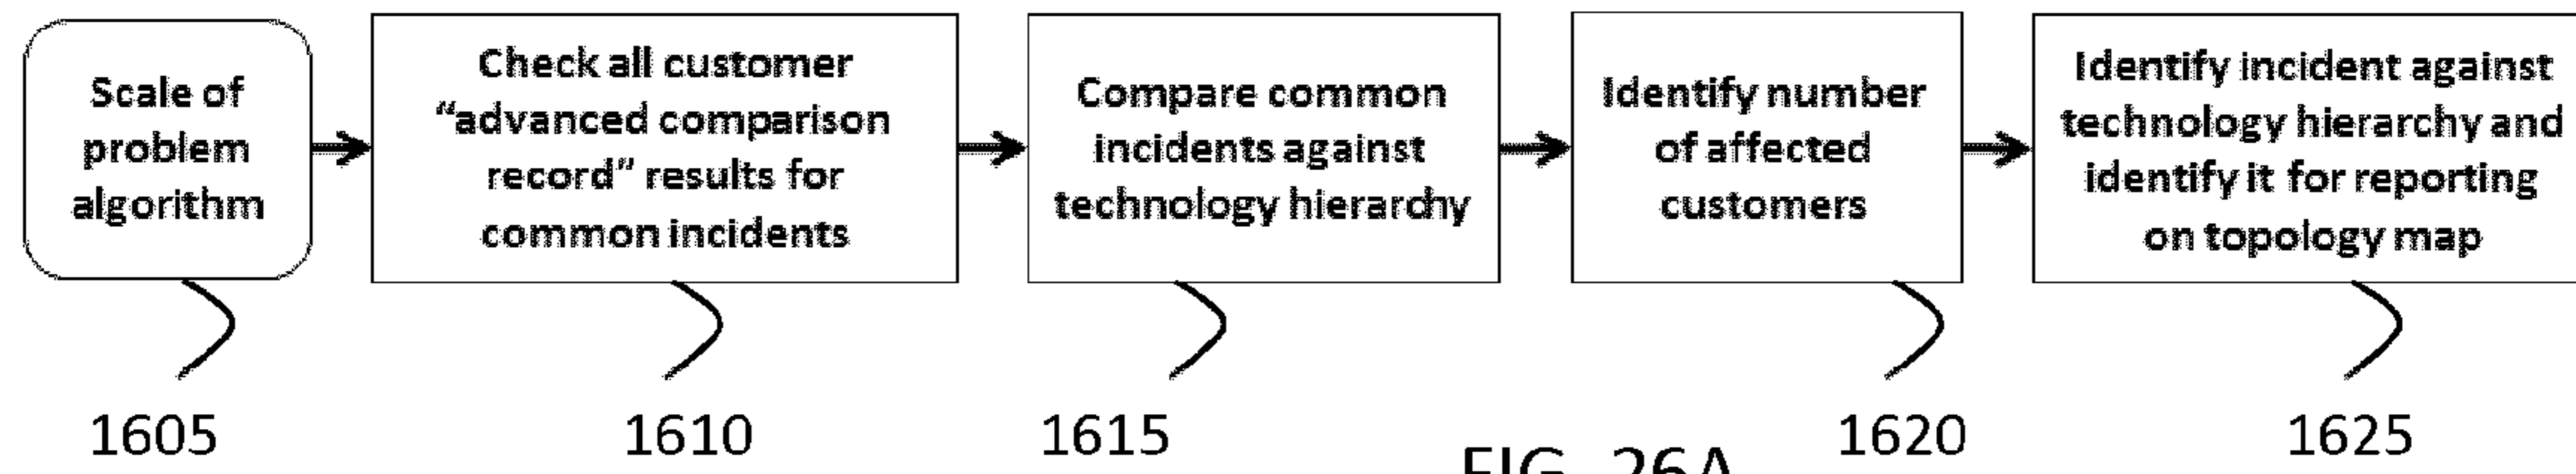 Scale of
problem
algorithm
Check all customer
“advanced comparison
record” results for
common incidents
Compare common
incidents against
technology hierarchy
Identify number
of affected
customers
Identify incident against
technology hierarchy and
identify it for reporting
on topology map
1605
1610
1615
1620
1625
FIG. 26A